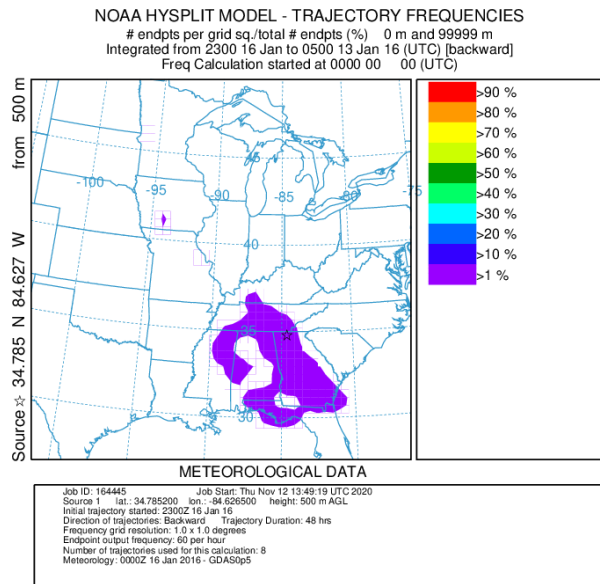 NOAA HYSPLIT MODEL - TRAJECTORY FREQUENCIES
# endpts per grid sq./total # endpts (%) 0 m and 99999 m
Integrated from 2300 16 Jan to 0500 13 Jan 16 (UTC) [backward]
Freq Calculation started at 0000 00 00 (UTC)
Source ☆ 34.785 N 84.627 W from 500 m
-100
-95
-90
-85
-75
45
40
35
30
>90 %
>80 %
>70 %
>60 %
>50 %
>40 %
>30 %
>20 %
>10 %
>1 %
METEOROLOGICAL DATA
Job ID: 164445 Job Start: Thu Nov 12 13:49:19 UTC 2020
Source 1 lat.: 34.785200 lon.: -84.626500 height: 500 m AGL
Initial trajectory started: 2300Z 16 Jan 16
Direction of trajectories: Backward Trajectory Duration: 48 hrs
Frequency grid resolution: 1.0 x 1.0 degrees
Endpoint output frequency: 60 per hour
Number of trajectories used for this calculation: 8
Meteorology: 0000Z 16 Jan 2016 - GDAS0p5